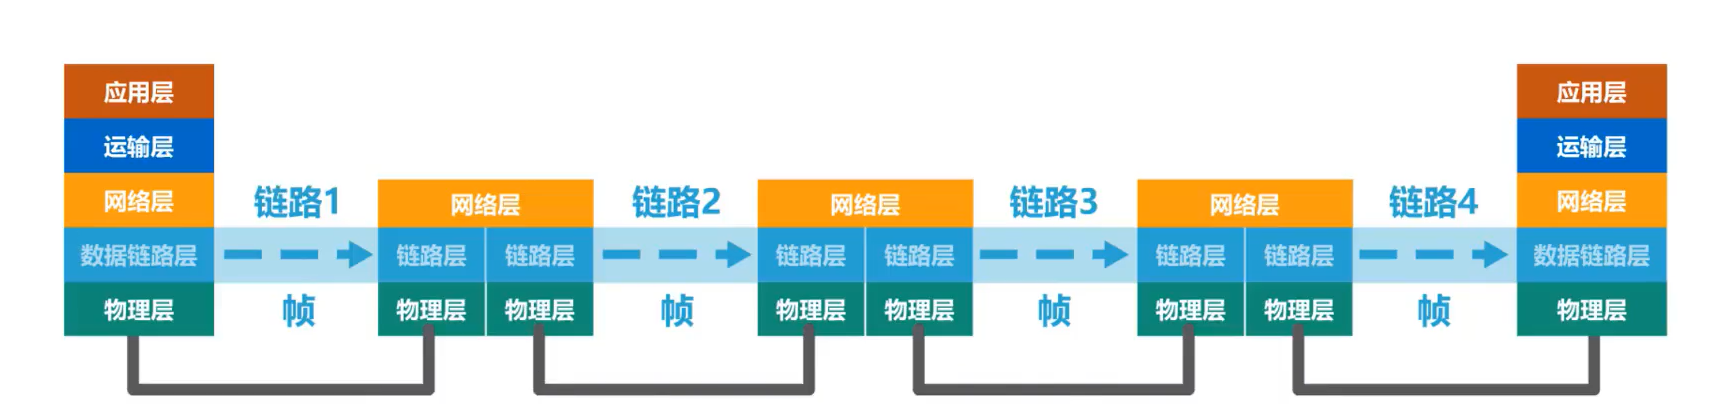 应用层
运输层
网络层
数据链路层
物理层
链路1
帧
网络层
链路层 链路层
物理层 物理层
链路2
帧
网络层
链路层 链路层
物理层 物理层
链路3
帧
网络层
链路层 链路层
物理层 物理层
链路4
帧
应用层
运输层
网络层
数据链路层
物理层